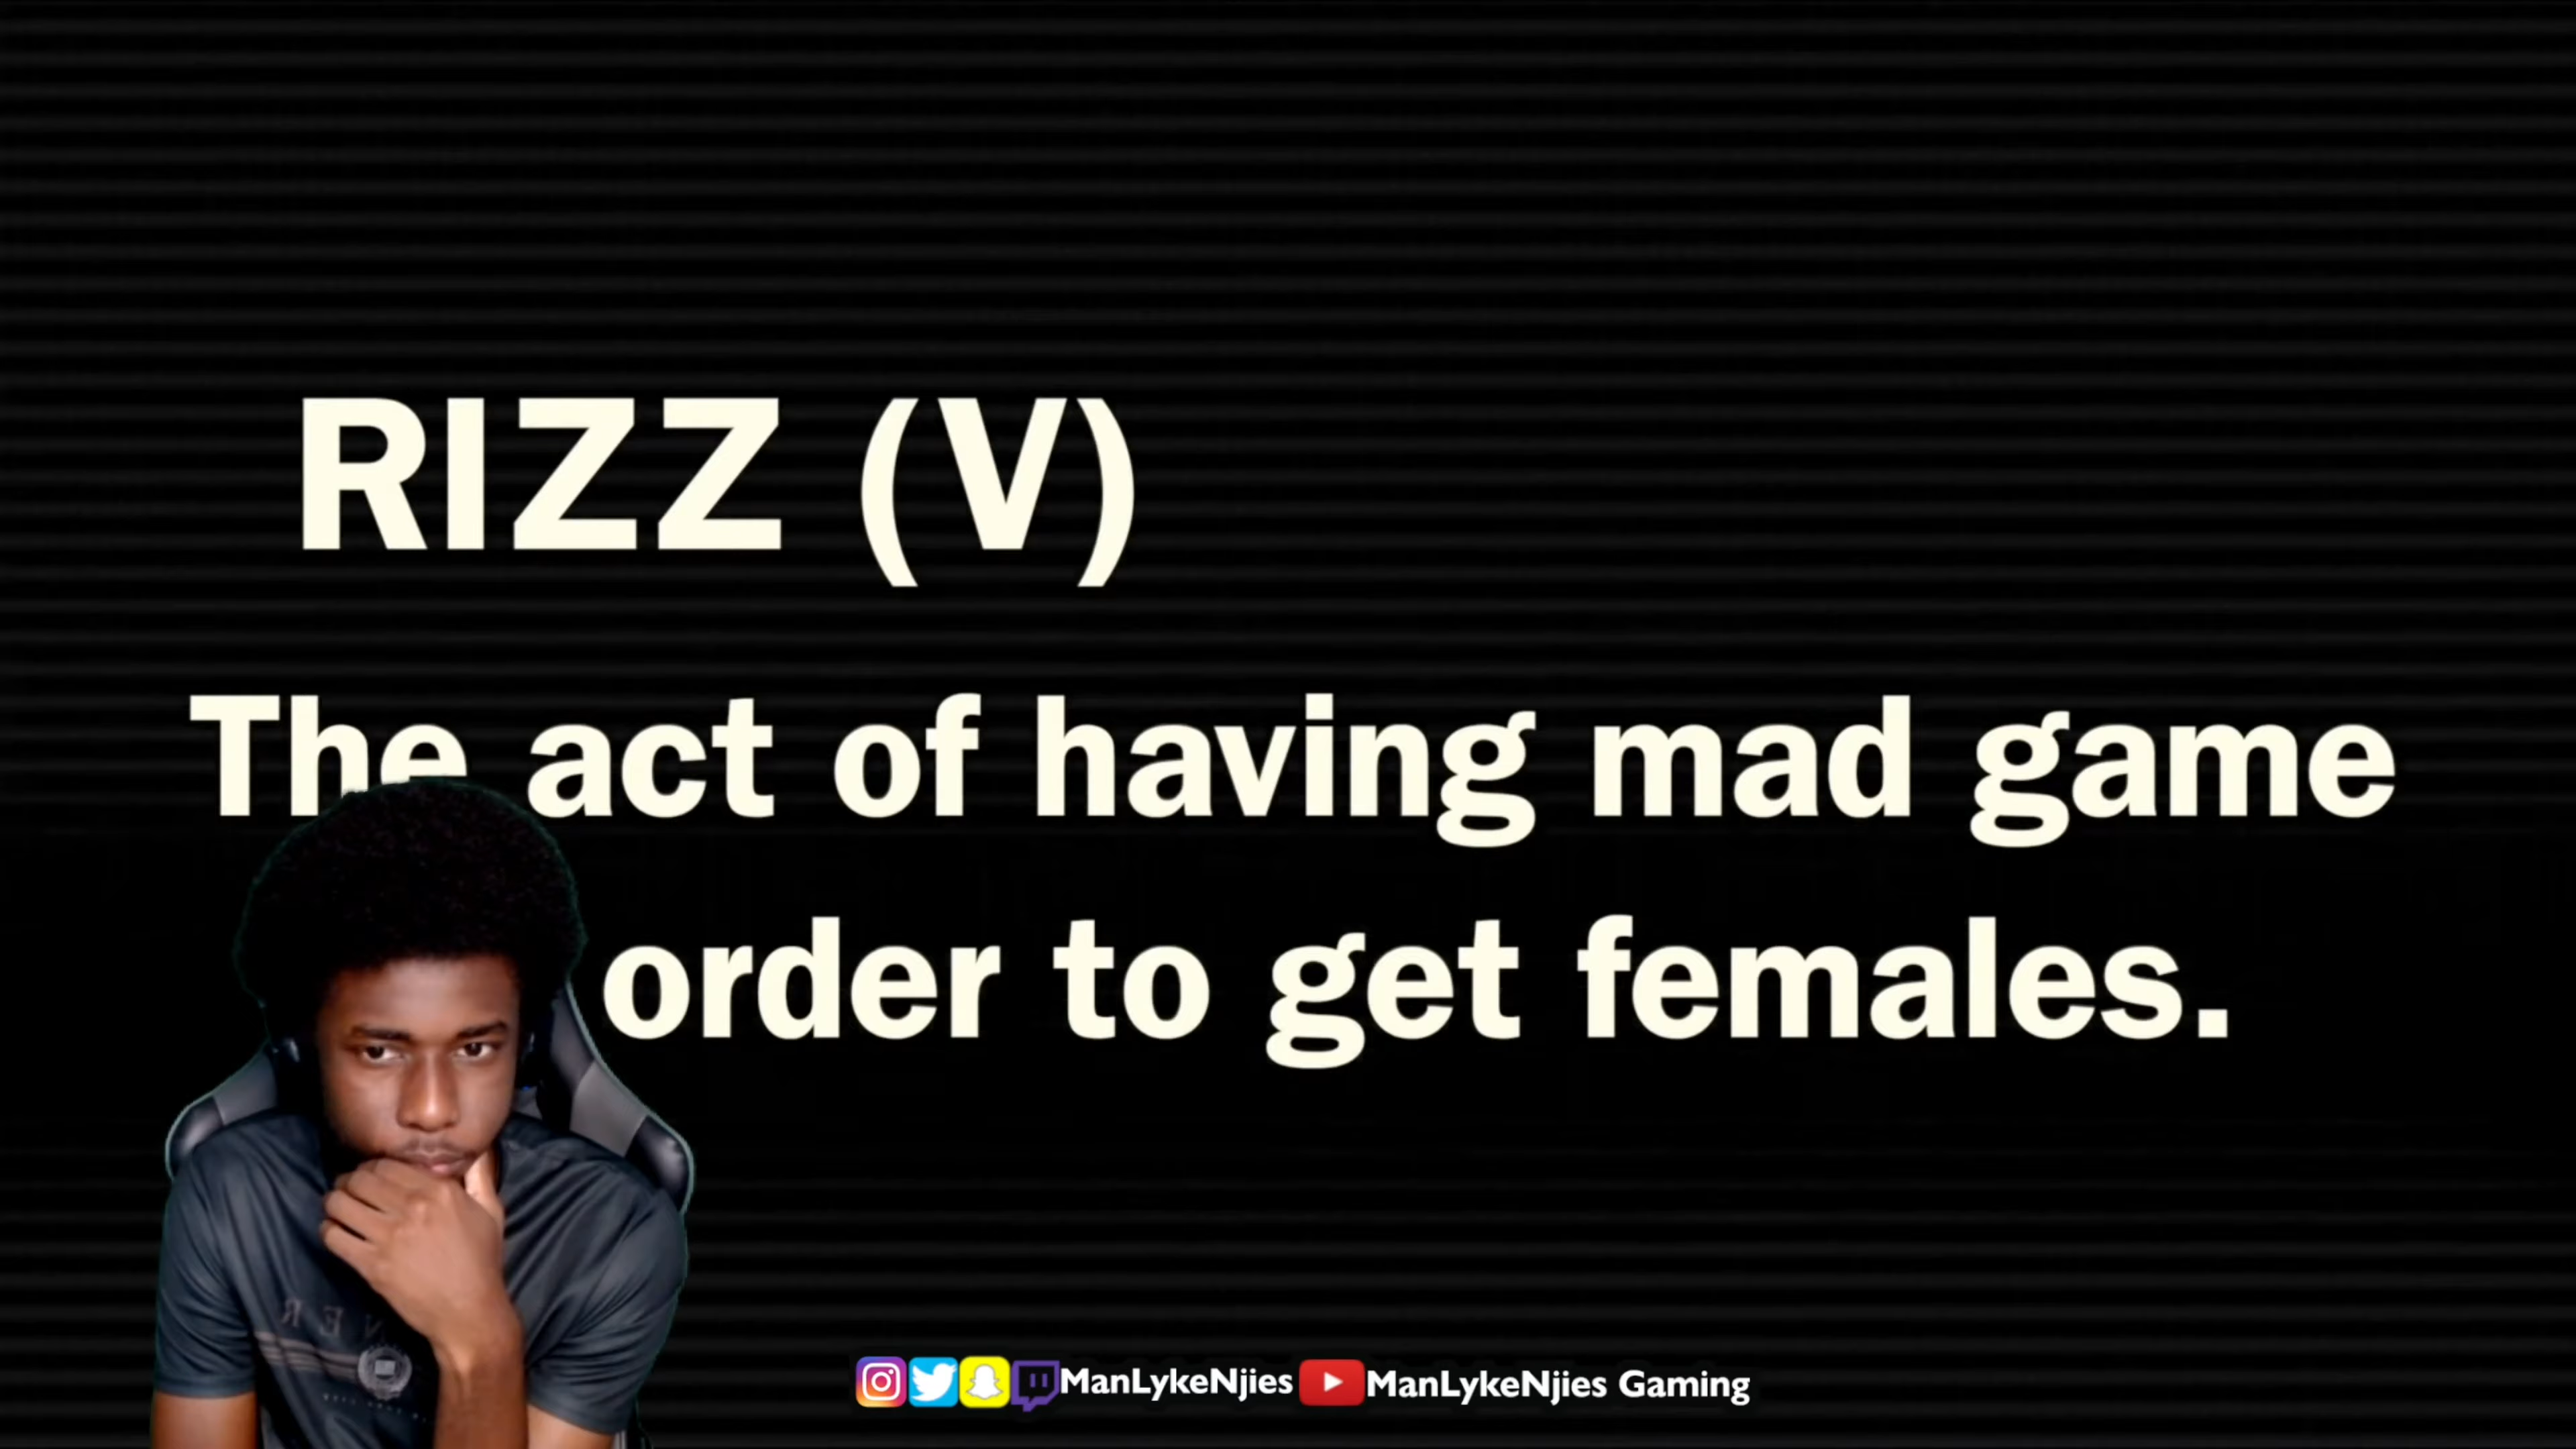 RIZZ (V)
The act of having mad game
order to get females.
ManLykeNjies ManLykeNjies Gaming